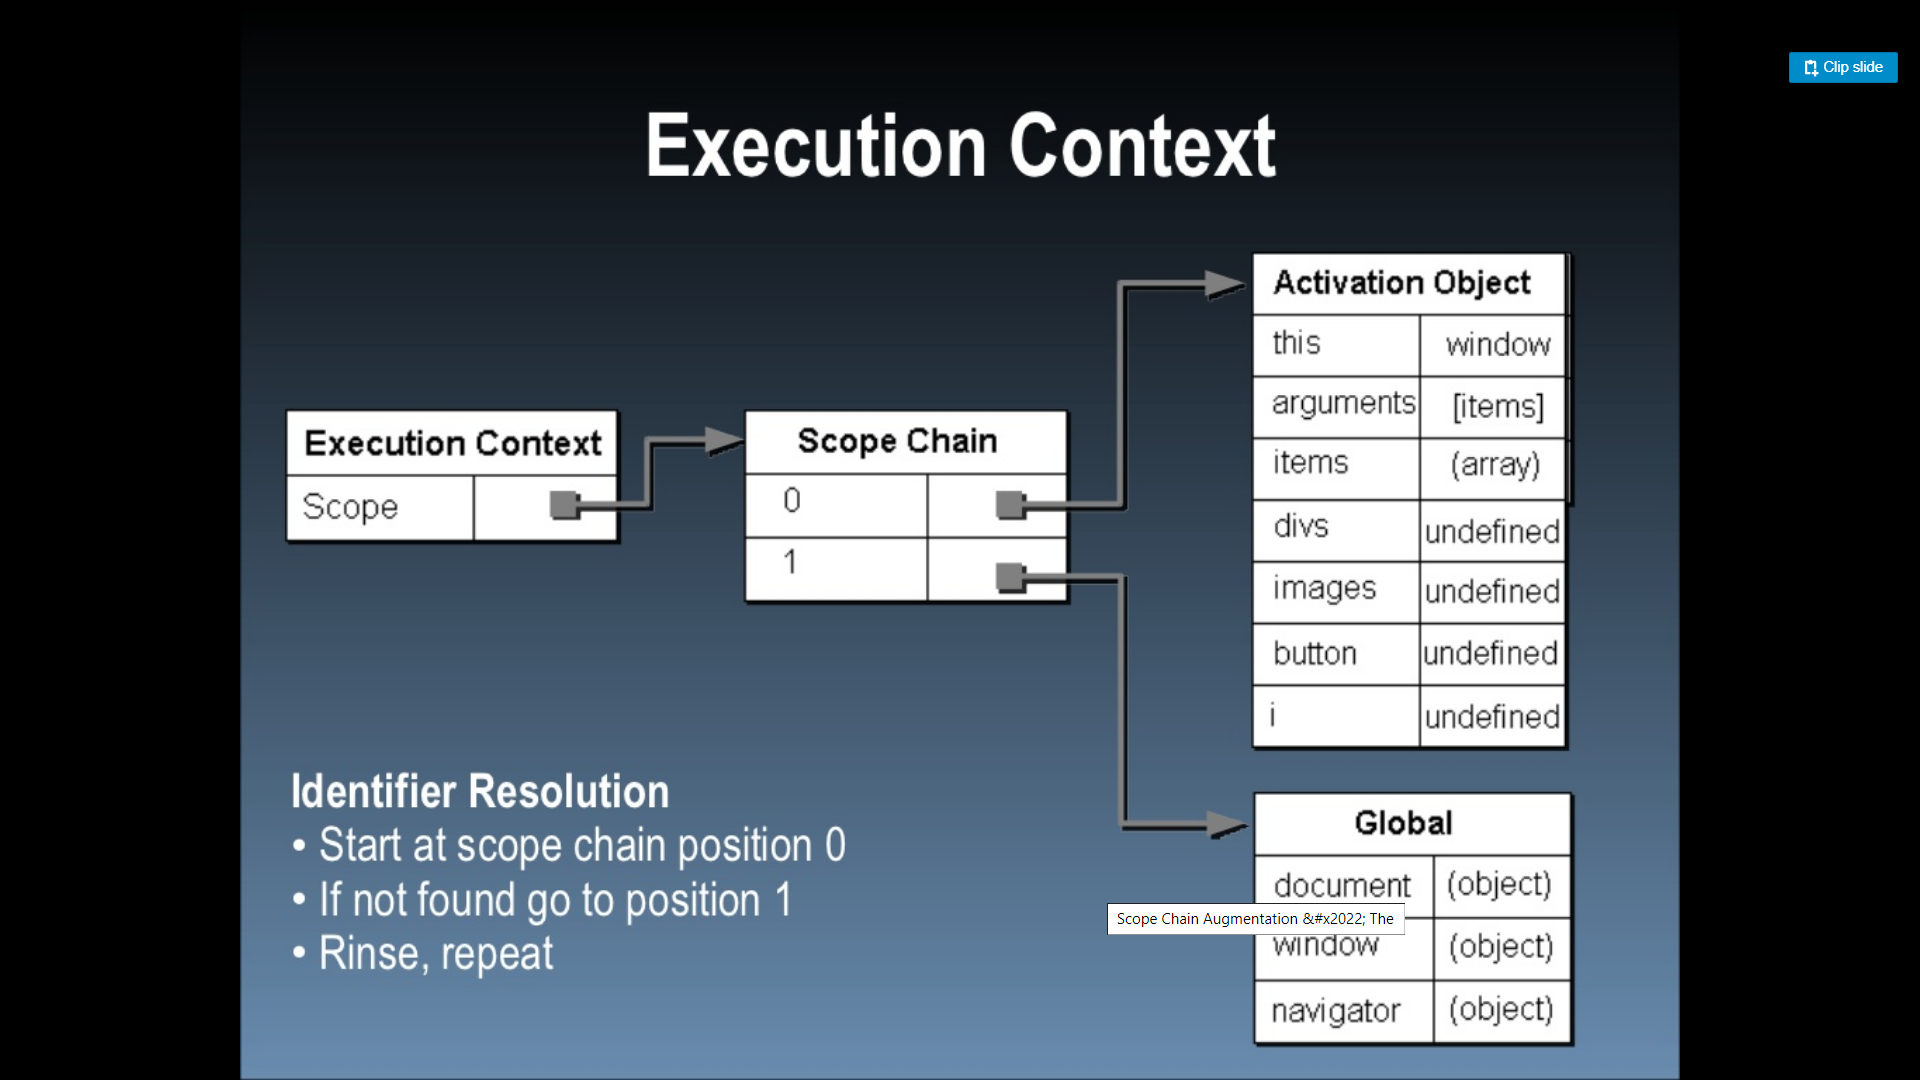 Clip slide
Execution Context
Execution Context
Scope
Scope Chain
0
1
Activation Object
this window
arguments [items]
items (array)
divs undefined
images undefined
button undefined
i undefined
Global
document (object)
window (object)
navigator (object)
Scope Chain Augmentation &#x2022; The
Identifier Resolution
• Start at scope chain position 0
• If not found go to position 1
• Rinse, repeat